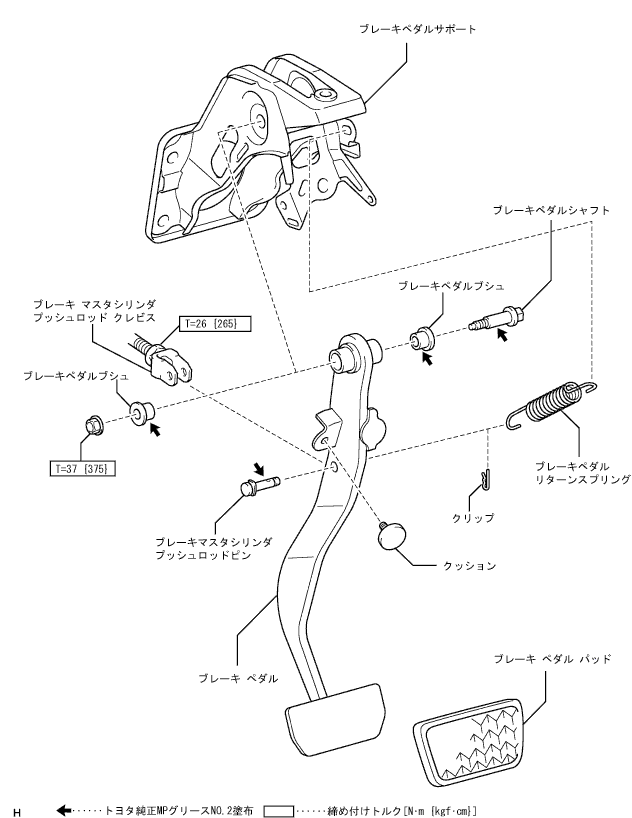 ブレーキペダルサポート
ブレーキペダルシャフト
ブレーキペダルブシュ
ブレーキ マスタシリンダ
プッシュロッド クレビス
T=26 {265}
ブレーキペダルブシュ
T=37 {375}
ブレーキペダル
リターンスプリング
クリップ
ブレーキマスタシリンダ
プッシュロッドピン
クッション
ブレーキ ペダル
ブレーキ ペダル パッド
H
······トヨタ純正MPグリースNO.2塗布 ······締め付けトルク[N·m {kgf·cm}]